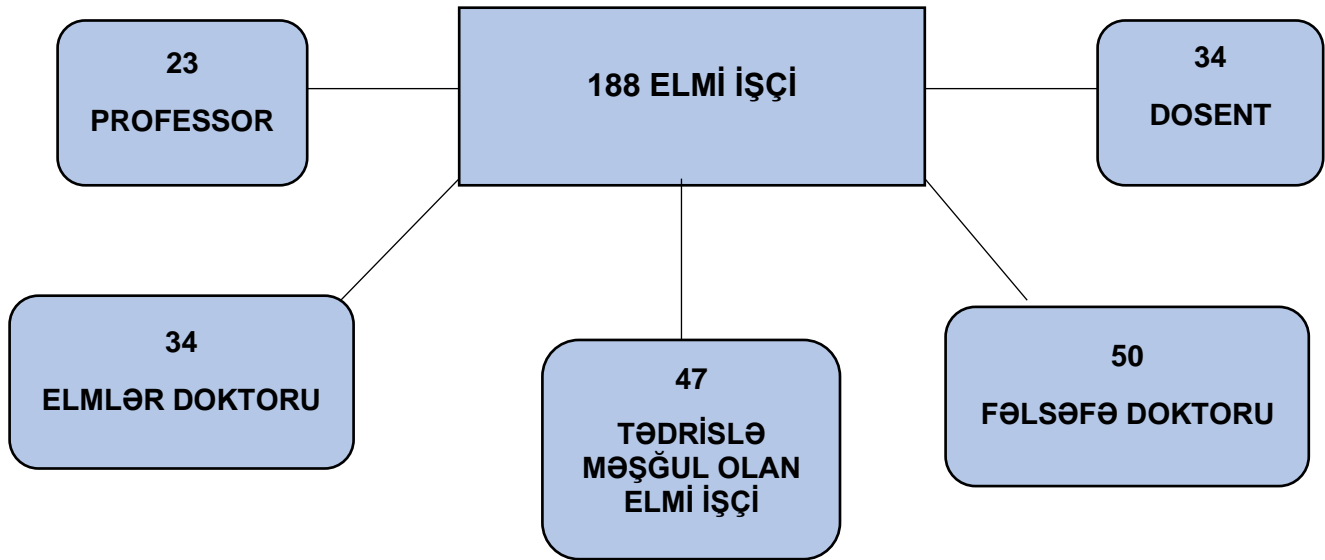 188 ELMİ İŞÇİ
23
PROFESSOR
34
DOSENT
34
ELMLƏR DOKTORU
47
TƏDRİSLƏ
MƏŞĞUL OLAN
ELMİ İŞÇİ
50
FƏLSƏFƏ DOKTORU